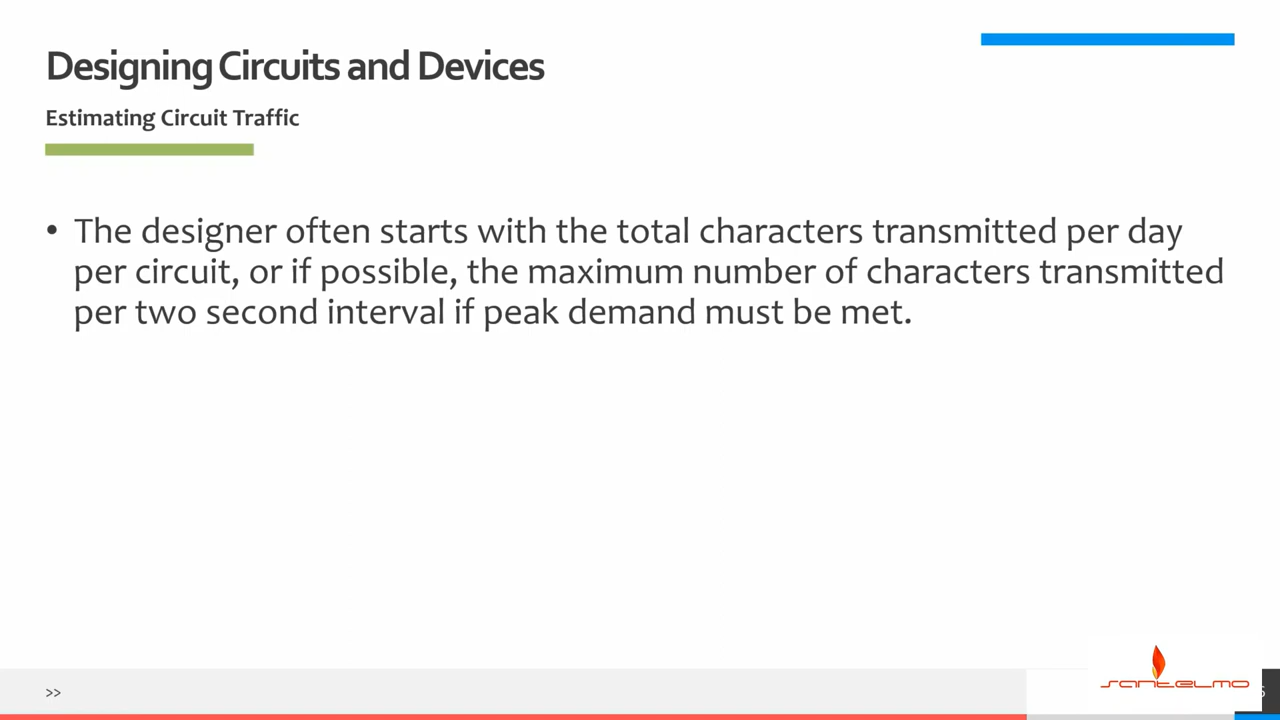 Designing Circuits and Devices
Estimating Circuit Traffic
• The designer often starts with the total characters transmitted per day
per circuit, or if possible, the maximum number of characters transmitted
per two second interval if peak demand must be met.
>>
santelmo